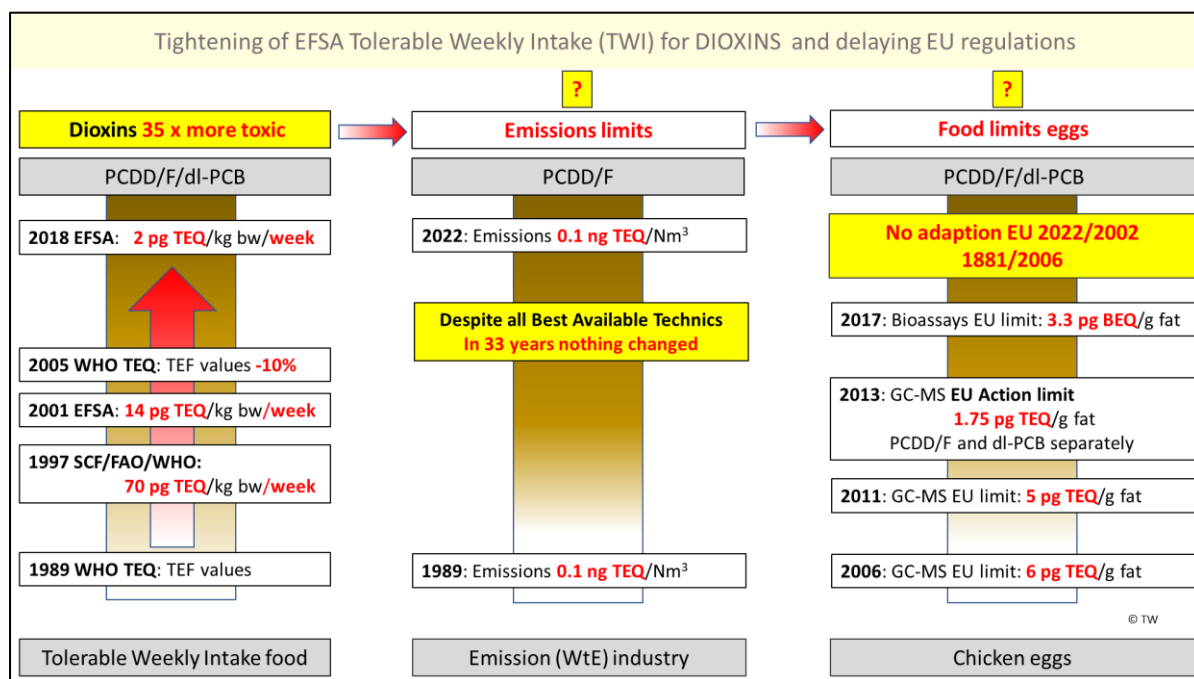 Tightening of EFSA Tolerable Weekly Intake (TWI) for DIOXINS and delaying EU regulations
Dioxins 35 x more toxic
PCDD/F/dl-PCB
2018 EFSA: 2 pg TEQ/kg bw/week
2005 WHO TEQ: TEF values -10%
2001 EFSA: 14 pg TEQ/kg bw/week
1997 SCF/FAO/WHO:
70 pg TEQ/kg bw/week
1989 WHO TEQ: TEF values
Tolerable Weekly Intake food
?
Emissions limits
PCDD/F
2022: Emissions 0.1 ng TEQ/Nm³
Despite all Best Available Technics
In 33 years nothing changed
1989: Emissions 0.1 ng TEQ/Nm³
Emission (WtE) industry
?
Food limits eggs
PCDD/F/dl-PCB
No adaption EU 2022/2002
1881/2006
2017: Bioassays EU limit: 3.3 pg BEQ/g fat
2013: GC-MS EU Action limit
1.75 pg TEQ/g fat
PCDD/F and dl-PCB separately
2011: GC-MS EU limit: 5 pg TEQ/g fat
2006: GC-MS EU limit: 6 pg TEQ/g fat
© TW
Chicken eggs